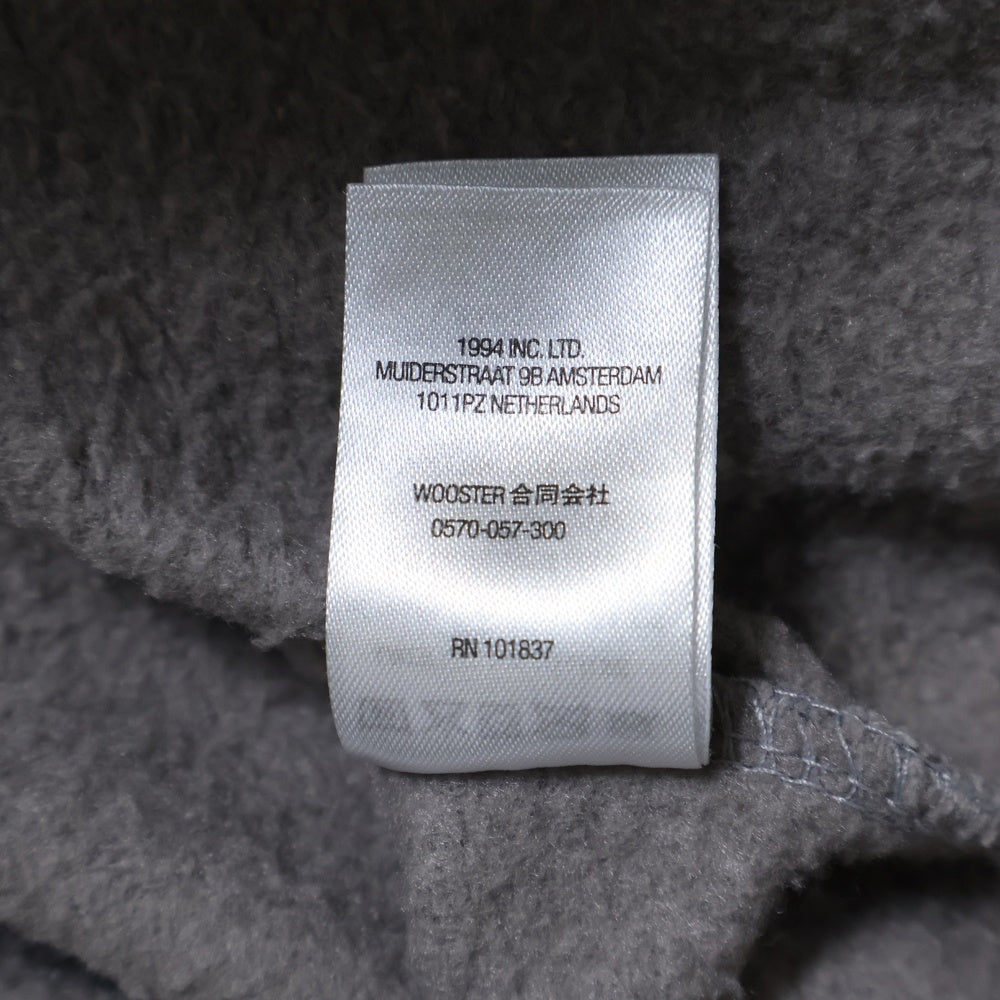 1994 INC. LTD.
MUIDERSTRAAT 9B AMSTERDAM
1011PZ NETHERLANDS
WOOSTER 合同会社
0570-057-300
RN 101837